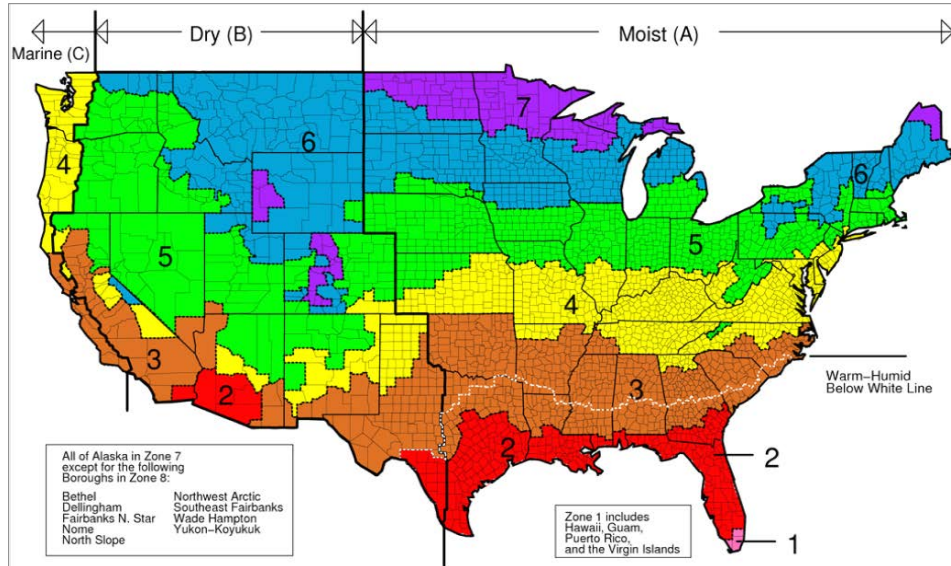 Marine (C)
Dry (B)
Moist (A)
7
6
4
6
5
5
4
3
3
2
2
Warm–Humid
Below White Line
2
1
All of Alaska in Zone 7
except for the following
Boroughs in Zone 8:
Bethel Northwest Arctic
Dellingham Southeast Fairbanks
Fairbanks N. Star Wade Hampton
Nome Yukon–Koyukuk
North Slope
Zone 1 includes
Hawaii, Guam,
Puerto Rico,
and the Virgin Islands